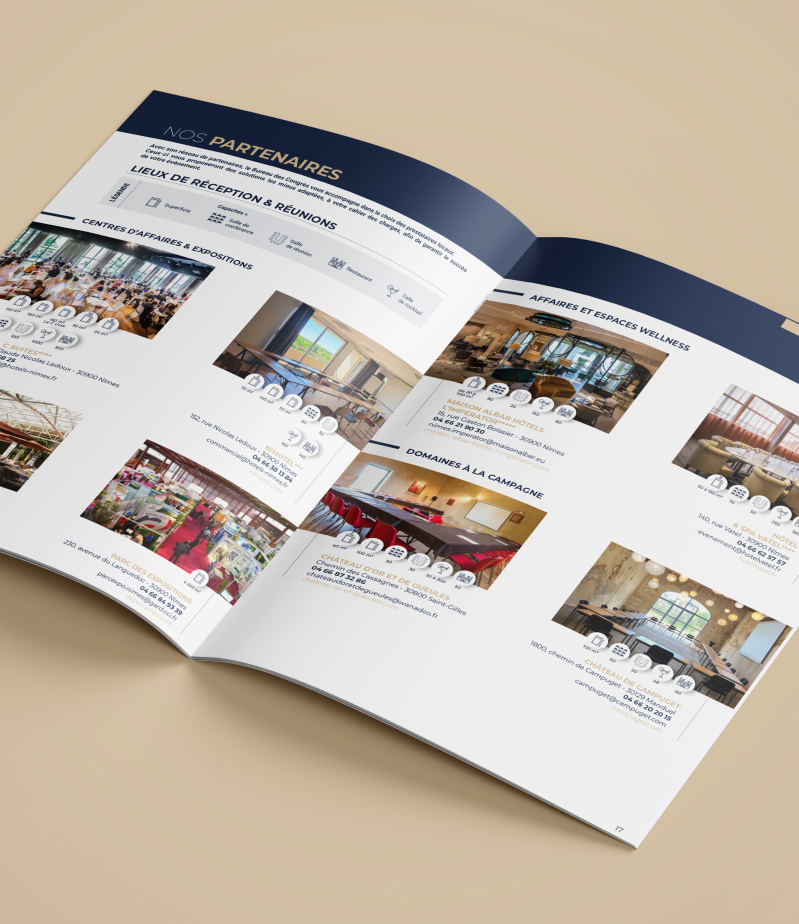 NOS PARTENAIRES
Avec son réseau de partenaires, le Bureau des Congrès vous accompagne dans le choix des prestataires locaux.
Ceux-ci vous proposeront des solutions les mieux adaptées, à votre cahier des charges, afin de garantir le succès
de votre événement.
LIEUX DE RÉCEPTION & RÉUNIONS
LÉGENDE
Superficie
Capacités =
Salle de
conférence
Salle
de réunion
Restaurant
Salle
de cocktail
CENTRES D'AFFAIRES & EXPOSITIONS
C SUITES****
Claude Nicolas Ledoux - 30900 Nîmes
@hotels-nimes.fr
NIMOTEL***
152, rue Nicolas Ledoux - 30900 Nîmes
04 66 38 13 84
commercial@hotels-nimes.fr
PARC DES EXPOSITIONS
230, avenue du Languedoc - 30900 Nîmes
04 66 84 93 39
parcexpo.nimes@gard.cci.fr
AFFAIRES ET ESPACES WELLNESS
MAISON ALBAR HÔTELS
L'IMPERATOR*****
15, rue Gaston Boissier - 30900 Nîmes
04 66 21 90 30
nimes.imperator@maisonalbar.eu
HÔTEL
& SPA VATEL****
140, rue Vatel - 30900 Nîmes
04 66 62 57 57
evenement@hotelvatel.fr
DOMAINES À LA CAMPAGNE
CHÂTEAU D'OR ET DE GUEULES
Chemin des Cassagnes - 30800 Saint-Gilles
04 66 87 32 86
chateaudoretdegueules@wanadoo.fr
CHÂTEAU DE CAMPUGET
1800, chemin de Campuget - 30129 Manduel
04 66 20 20 15
campuget@campuget.com
campuget.com
17